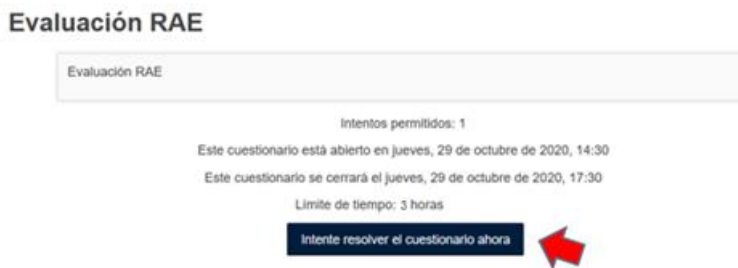 Evaluación RAE
Evaluación RAE
Intentos permitidos: 1
Este cuestionario está abierto en jueves, 29 de octubre de 2020, 14:30
Este cuestionario se cerrará el jueves, 29 de octubre de 2020, 17:30
Límite de tiempo: 3 horas
Intente resolver el cuestionario ahora